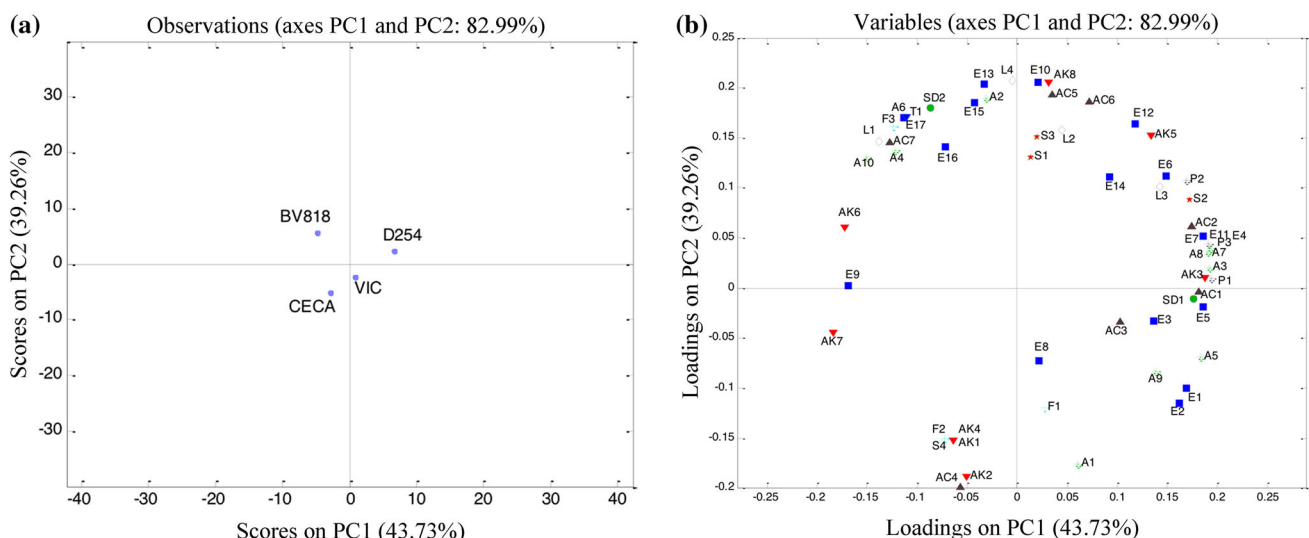 (a)
Observations (axes PC1 and PC2: 82.99%)
Scores on PC2 (39.26%)
30
20
10
0
-10
-20
-30
BV818
D254
VIC
CECA
-40 -30 -20 -10 0 10 20 30 40
Scores on PC1 (43.73%)
(b)
Variables (axes PC1 and PC2: 82.99%)
Loadings on PC2 (39.26%)
0.25
0.2
0.15
0.1
0.05
0
-0.05
-0.1
-0.15
-0.2
L4 E10 AK8
E13
A2 AC5 AC6
SD2
E15
A6 T1
F3 E17
E12
AK5
S3 L2
L1 AC7
E16 S1
A10 A4
E6
E14 P2
L3 S2
AK6
AC2
E7 E11 E4
P3
A8 A7
A3
AK3 P1
E9
SD1 AC1
AC3 E3 E5
AK7
E8 A5
A9
E1
F1 E2
F2 AK4
S4 AK1
A1
AC4 AK2
-0.25 -0.2 -0.15 -0.1 -0.05 0 0.05 0.1 0.15 0.2 0.25
Loadings on PC1 (43.73%)